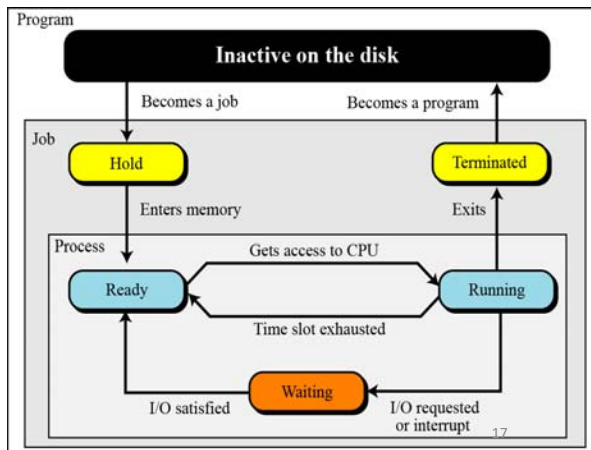 Program
Inactive on the disk
Becomes a job
Becomes a program
Job
Hold
Terminated
Enters memory
Exits
Process
Gets access to CPU
Ready
Running
Time slot exhausted
Waiting
I/O satisfied
I/O requested
or interrupt
17